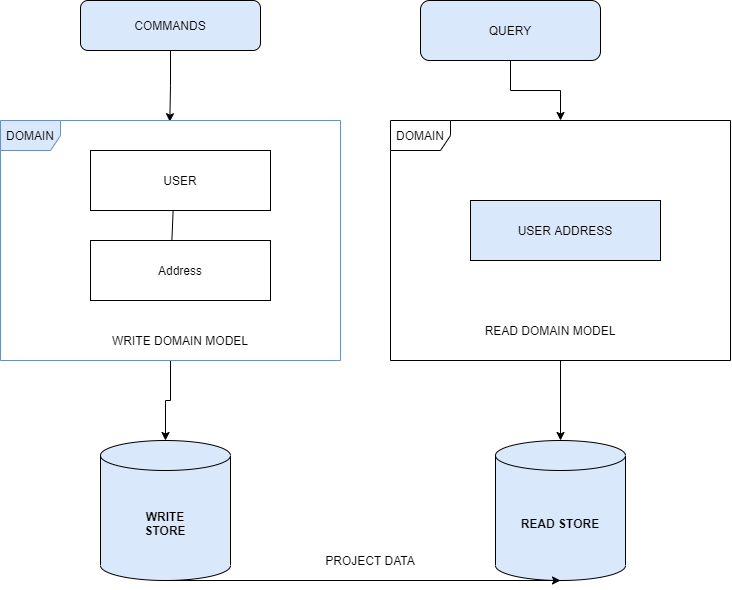 COMMANDS
QUERY
DOMAIN
USER
Address
WRITE DOMAIN MODEL
DOMAIN
USER ADDRESS
READ DOMAIN MODEL
WRITE
STORE
READ STORE
PROJECT DATA